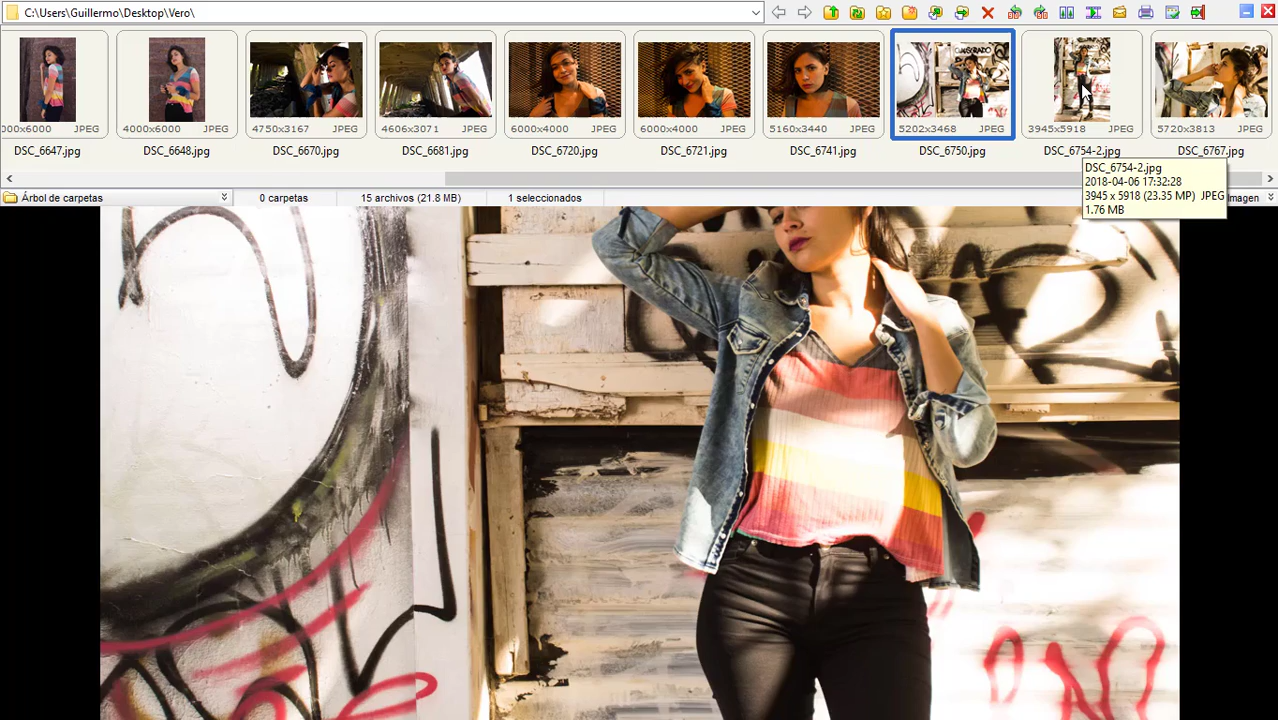 C:\Users\Guillermo\Desktop\Vero\
000x6000 JPEG
4000x6000 JPEG
4750x3167 JPEG
4606x3071 JPEG
6000x4000 JPEG
6000x4000 JPEG
5160x3440 JPEG
5202x3468 JPEG
3945x5918 JPEG
5720x3813 JPEG
DSC_6647.jpg
DSC_6648.jpg
DSC_6670.jpg
DSC_6681.jpg
DSC_6720.jpg
DSC_6721.jpg
DSC_6741.jpg
DSC_6750.jpg
DSC_6754-2.jpg
DSC_6767.jpg
DSC_6754-2.jpg
2018-04-06 17:32:28
3945 x 5918 (23.35 MP) JPEG
1.76 MB
Árbol de carpetas
0 carpetas
15 archivos (21.8 MB)
1 seleccionados
Imagen